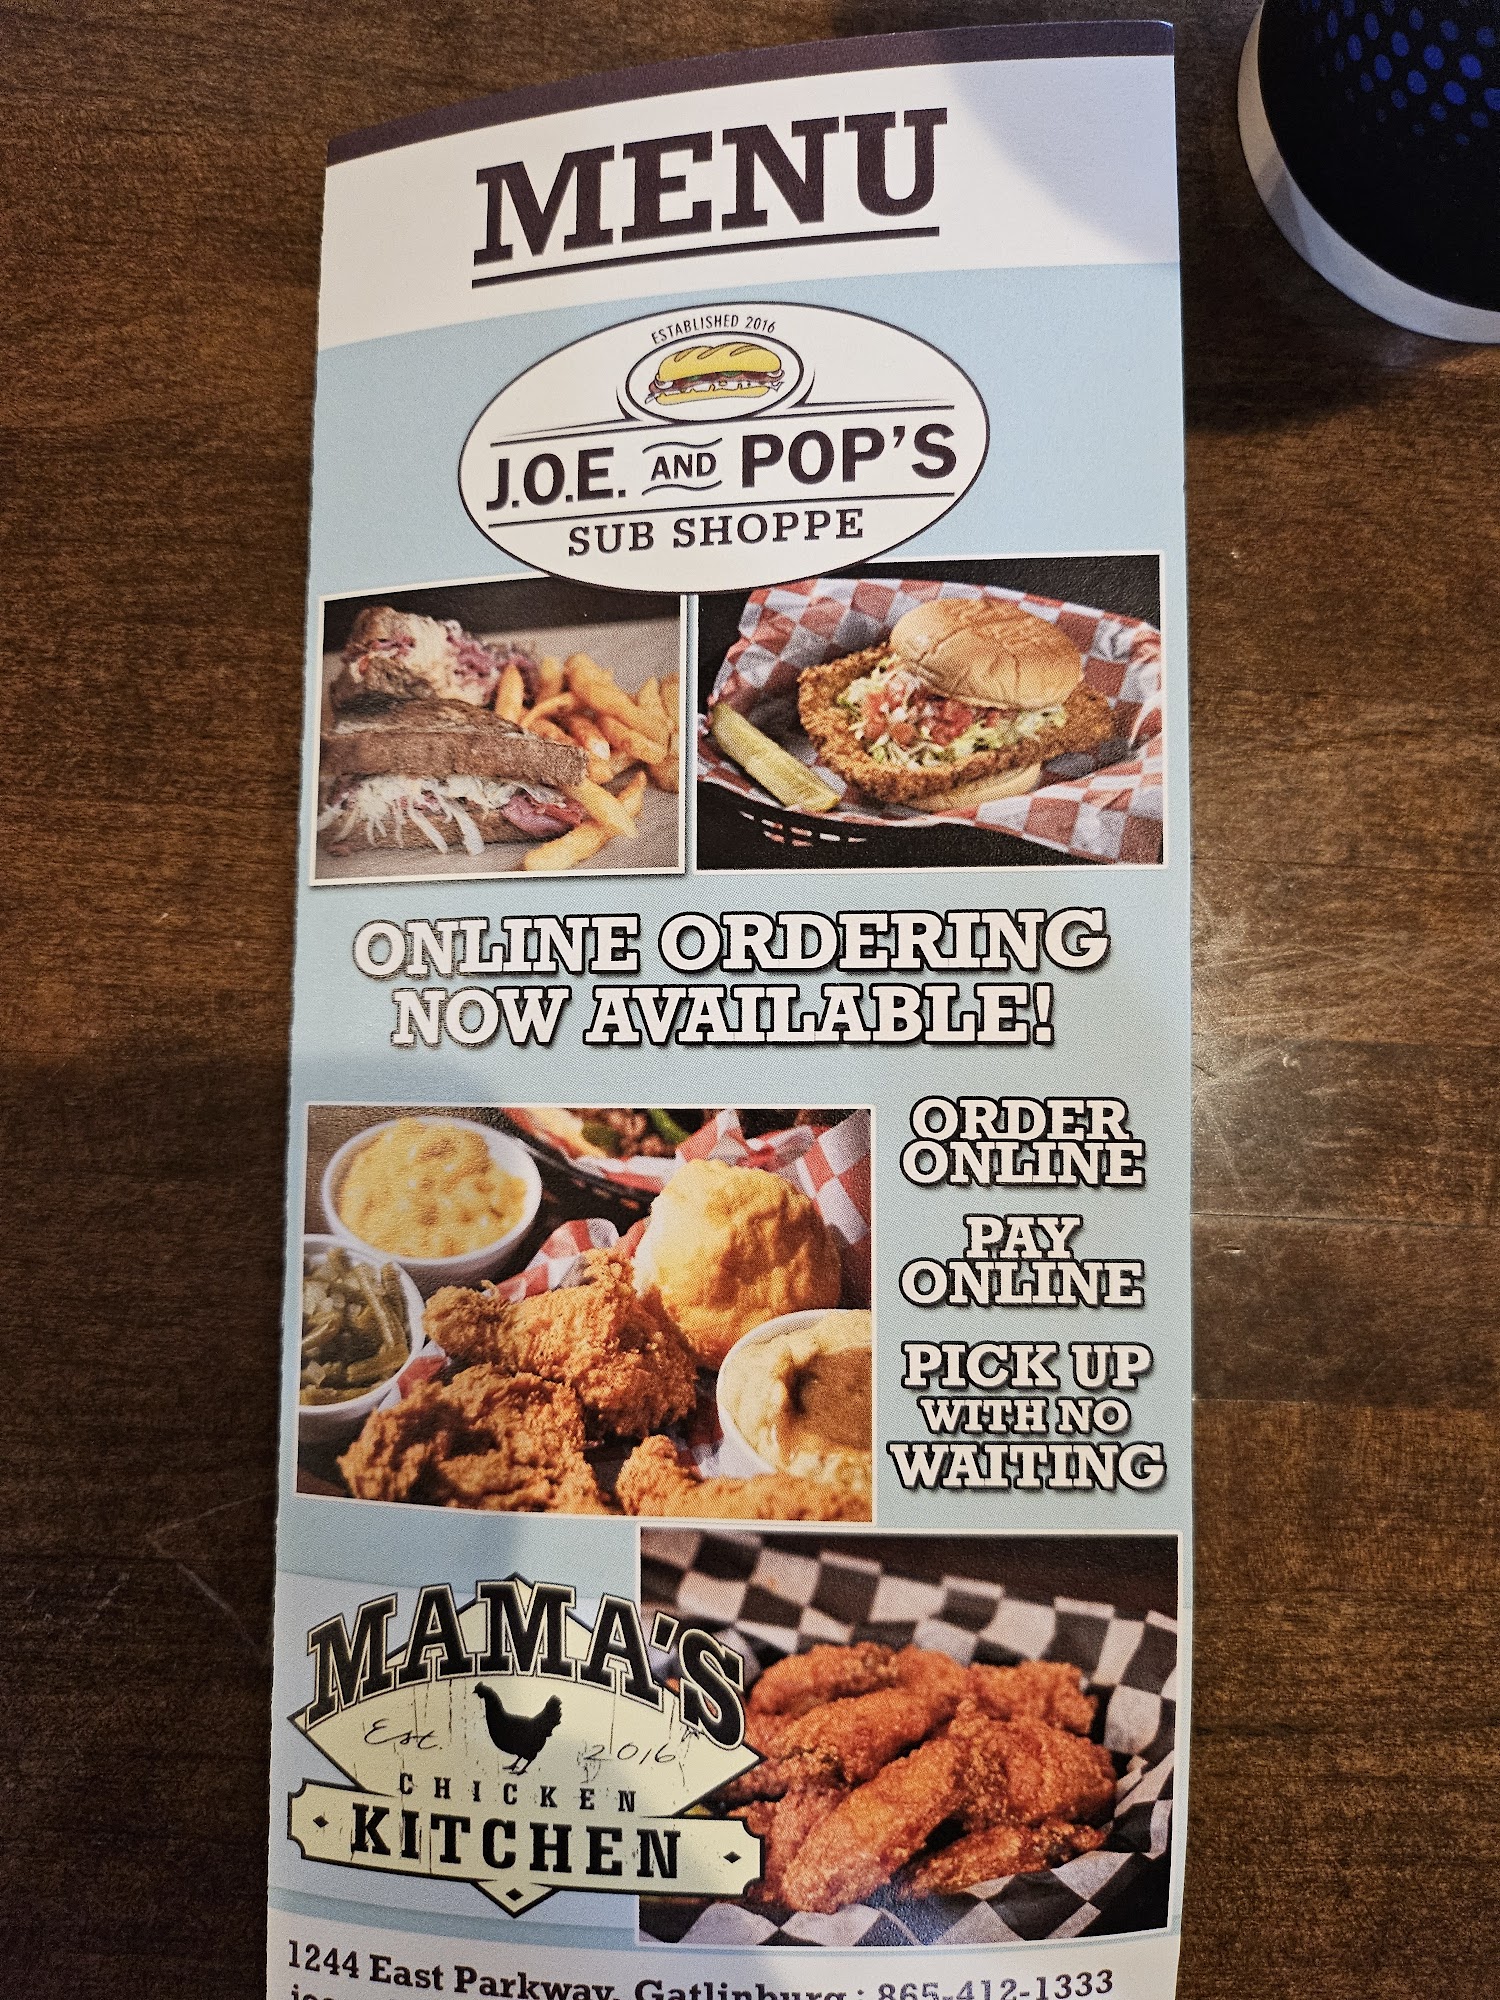 MENU
ESTABLISHED 2016
J.O.E. AND POP'S
SUB SHOPPE
ONLINE ORDERING
NOW AVAILABLE!
ORDER
ONLINE
PAY
ONLINE
PICK UP
WITH NO
WAITING
MAMA'S
Est. 2016
CHICKEN
KITCHEN
1244 East Parkway, Gatlinburg : 865-412-1333